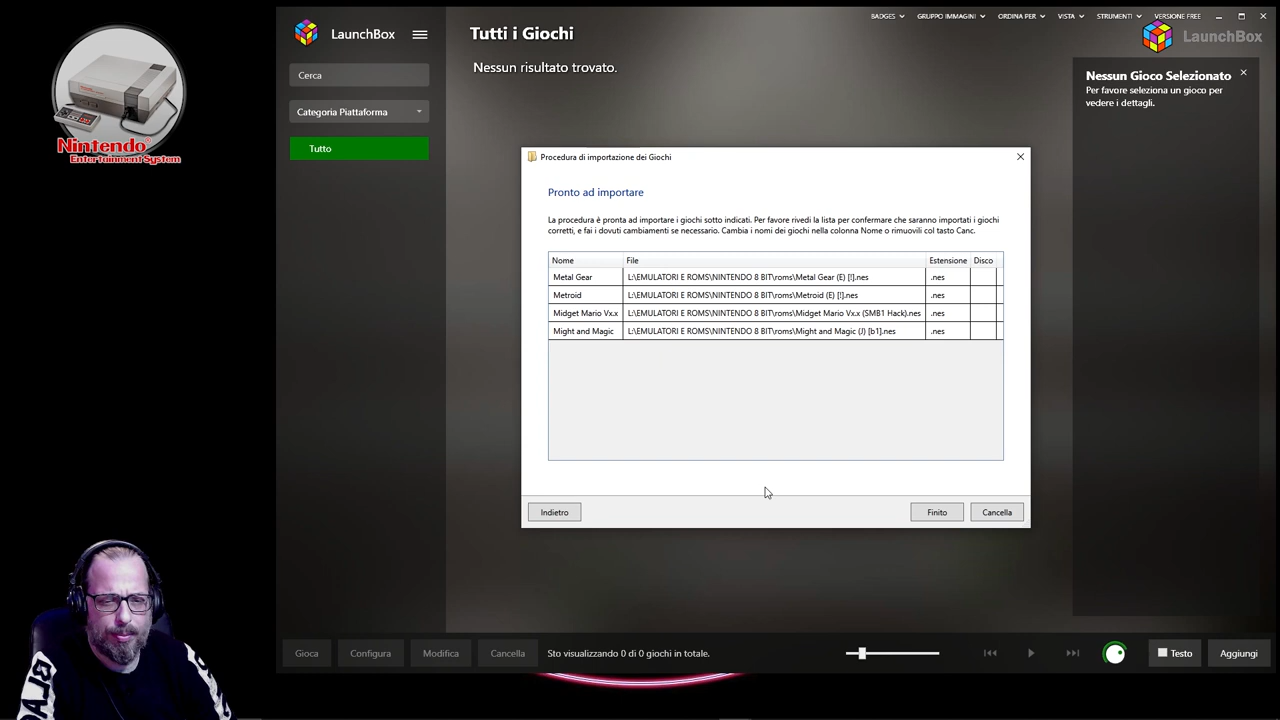 Nintendo®
Entertainment System
LaunchBox
Cerca
Categoria Piattaforma
Tutto
Tutti i Giochi
Nessun risultato trovato.
BADGES GRUPPO IMMAGINI ORDINA PER VISTA STRUMENTI VERSIONE FREE
LaunchBox
Nessun Gioco Selezionato
Per favore seleziona un gioco per
vedere i dettagli.
Procedura di importazione dei Giochi
Pronto ad importare
La procedura è pronta ad importare i giochi sotto indicati. Per favore rivedi la lista per confermare che saranno importati i giochi
corretti, e fai i dovuti cambiamenti se necessario. Cambia i nomi dei giochi nella colonna Nome o rimuovili col tasto Canc.
Nome File Estensione Disco
Metal Gear L:\EMULATORI E ROMS\NINTENDO 8 BIT\roms\Metal Gear (E) [!].nes .nes
Metroid L:\EMULATORI E ROMS\NINTENDO 8 BIT\roms\Metroid (E) [!].nes .nes
Midget Mario Vx.x L:\EMULATORI E ROMS\NINTENDO 8 BIT\roms\Midget Mario Vx.x (SMB1 Hack).nes .nes
Might and Magic L:\EMULATORI E ROMS\NINTENDO 8 BIT\roms\Might and Magic (J) [b1].nes .nes
Indietro Finito Cancella
Gioca Configura Modifica Cancella Sto visualizzando 0 di 0 giochi in totale. Testo Aggiungi